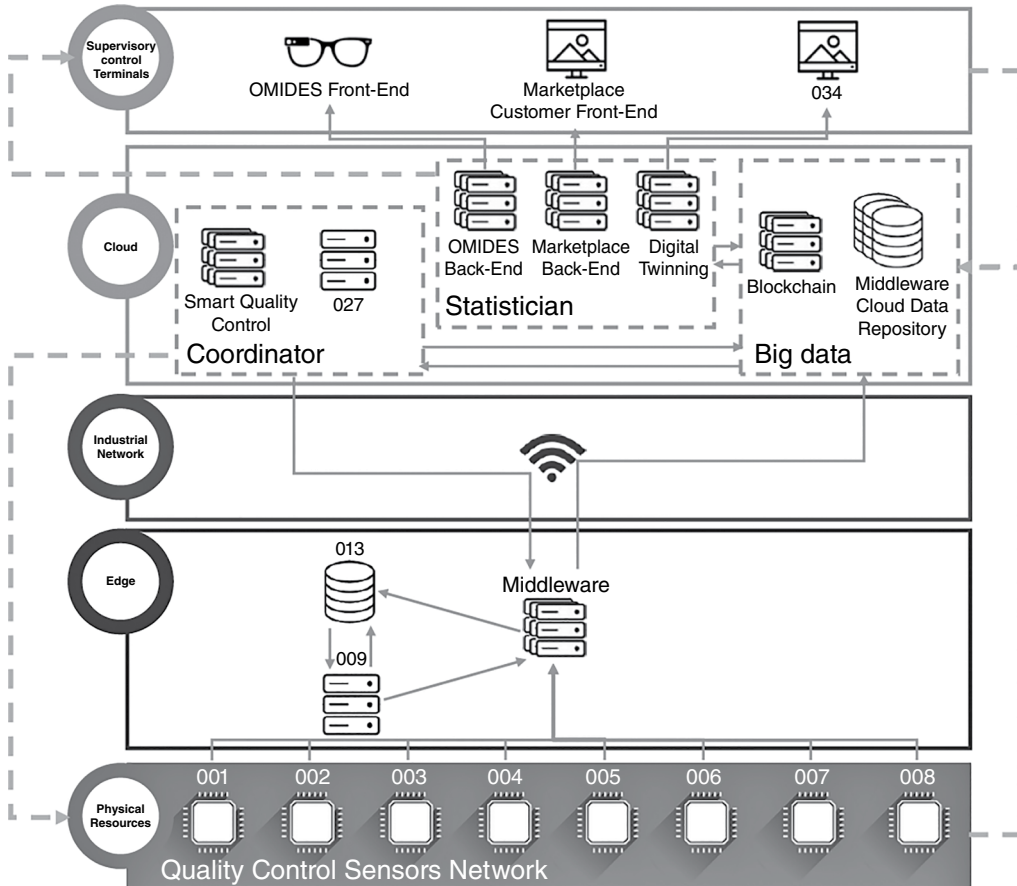 Supervisory
control
Terminals
OMIDES Front-End
Marketplace
Customer Front-End
034
Cloud
Smart Quality
Control
027
Coordinator
OMIDES
Back-End
Marketplace
Back-End
Digital
Twinning
Statistician
Blockchain
Middleware
Cloud Data
Repository
Big data
Industrial
Network
Edge
013
009
Middleware
Physical
Resources
001
002
003
004
005
006
007
008
Quality Control Sensors Network